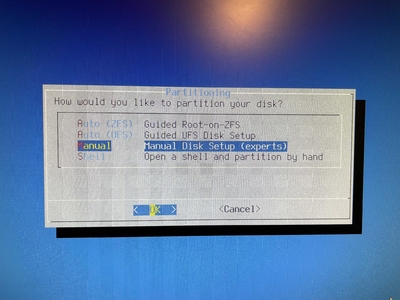 Partitioning
How would you like to partition your disk?
Auto (ZFS) Guided Root-on-ZFS
Auto (UFS) Guided UFS Disk Setup
Manual Manual Disk Setup (experts)
Shell Open a shell and partition by hand
< OK > <Cancel>